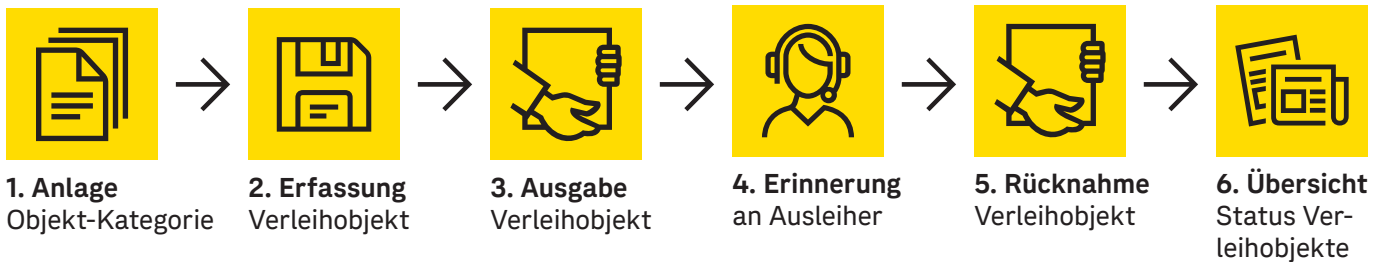 1. Anlage
Objekt-Kategorie
2. Erfassung
Verleihobjekt
3. Ausgabe
Verleihobjekt
4. Erinnerung
an Ausleiher
5. Rücknahme
Verleihobjekt
6. Übersicht
Status Ver-
leihobjekte